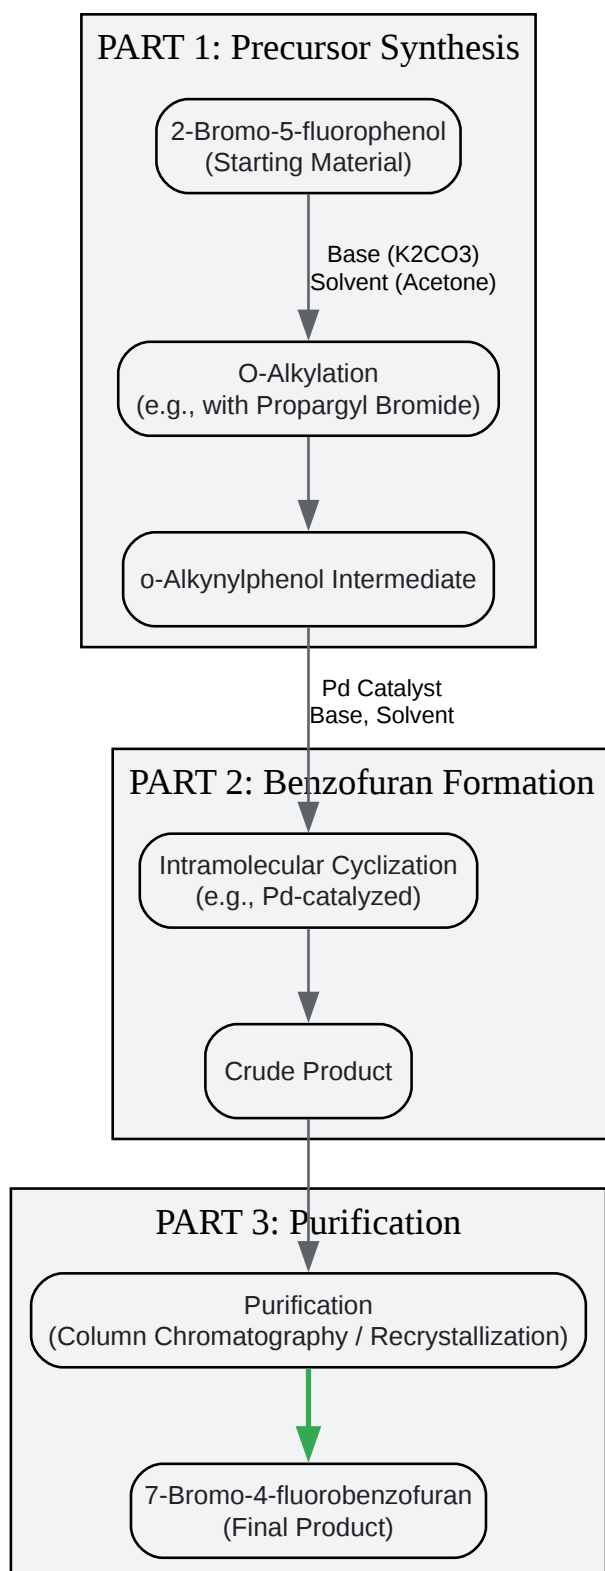 PART 1: Precursor Synthesis
2-Bromo-5-fluorophenol
(Starting Material)
Base (K2CO3)
Solvent (Acetone)
O-Alkylation
(e.g., with Propargyl Bromide)
o-Alkynylphenol Intermediate
Pd Catalyst
Base, Solvent
PART 2: Benzofuran Formation
Intramolecular Cyclization
(e.g., Pd-catalyzed)
Crude Product
PART 3: Purification
Purification
(Column Chromatography / Recrystallization)
7-Bromo-4-fluorobenzofuran
(Final Product)